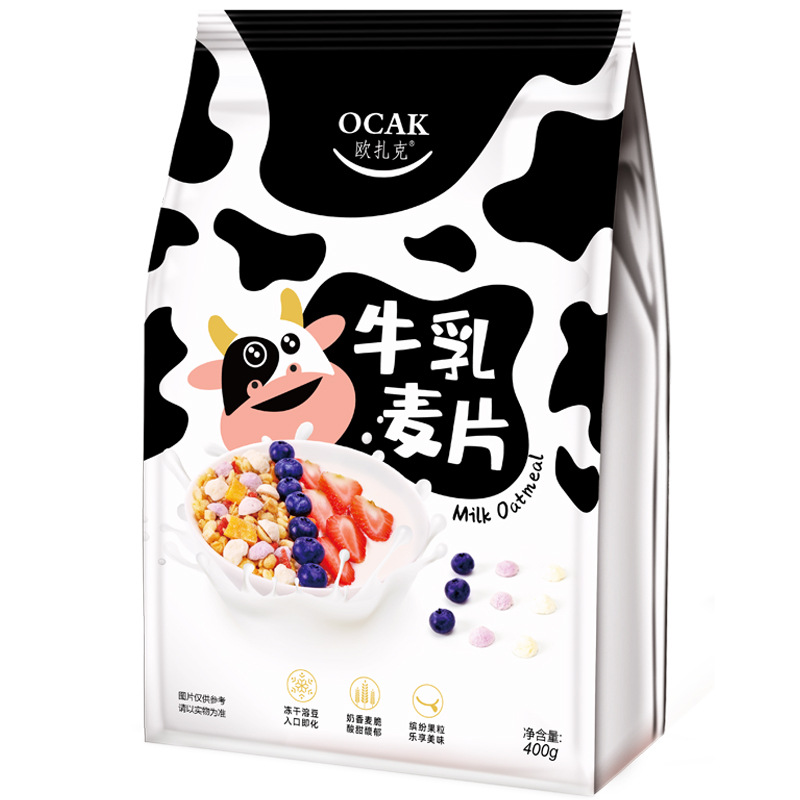 OCAK
欧扎克®
牛乳
麦片
Milk Oatmeal
图片仅供参考
请以实物为准
冻干溶豆
入口即化
奶香麦脆
酸甜馥郁
缤纷果粒
乐享美味
净含量:
400g